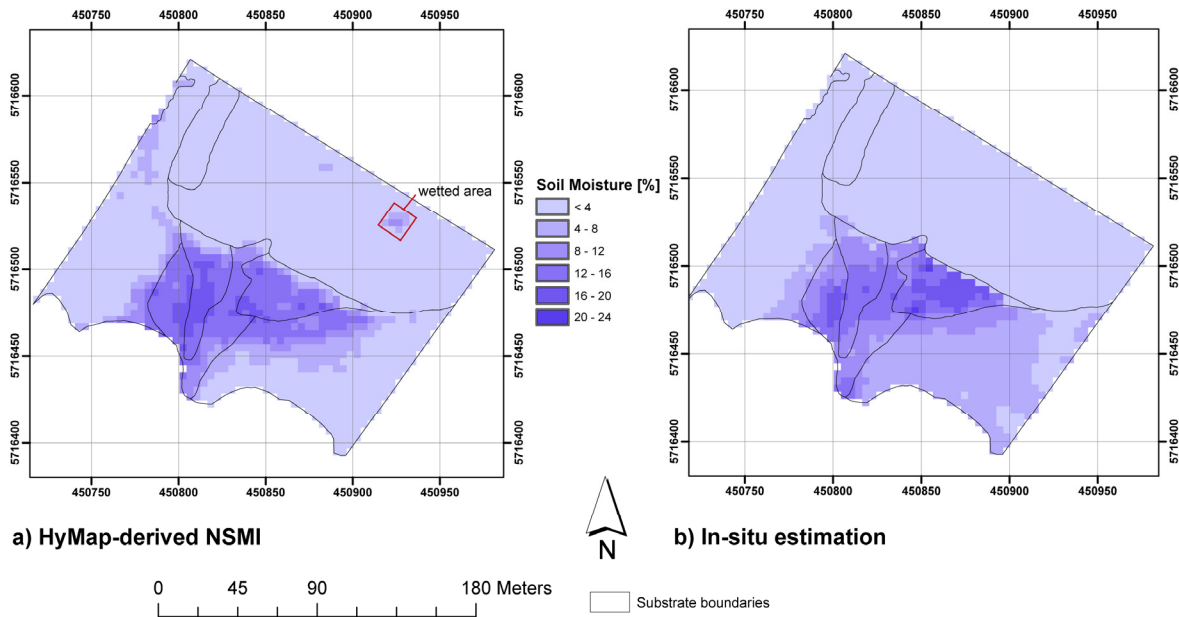 450750 450800 450850 450900 450950
450750 450800 450850 450900 450950
5716600 5716550 5716500 5716450 5716400
5716600 5716550 5716500 5716450 5716400
wetted area
Soil Moisture [%]
< 4
4 - 8
8 - 12
12 - 16
16 - 20
20 - 24
5716600 5716550 5716500 5716450 5716400
5716600 5716550 5716500 5716450 5716400
450750 450800 450850 450900 450950
450750 450800 450850 450900 450950
a) HyMap-derived NSMI
N
b) In-situ estimation
0 45 90 180 Meters
Substrate boundaries